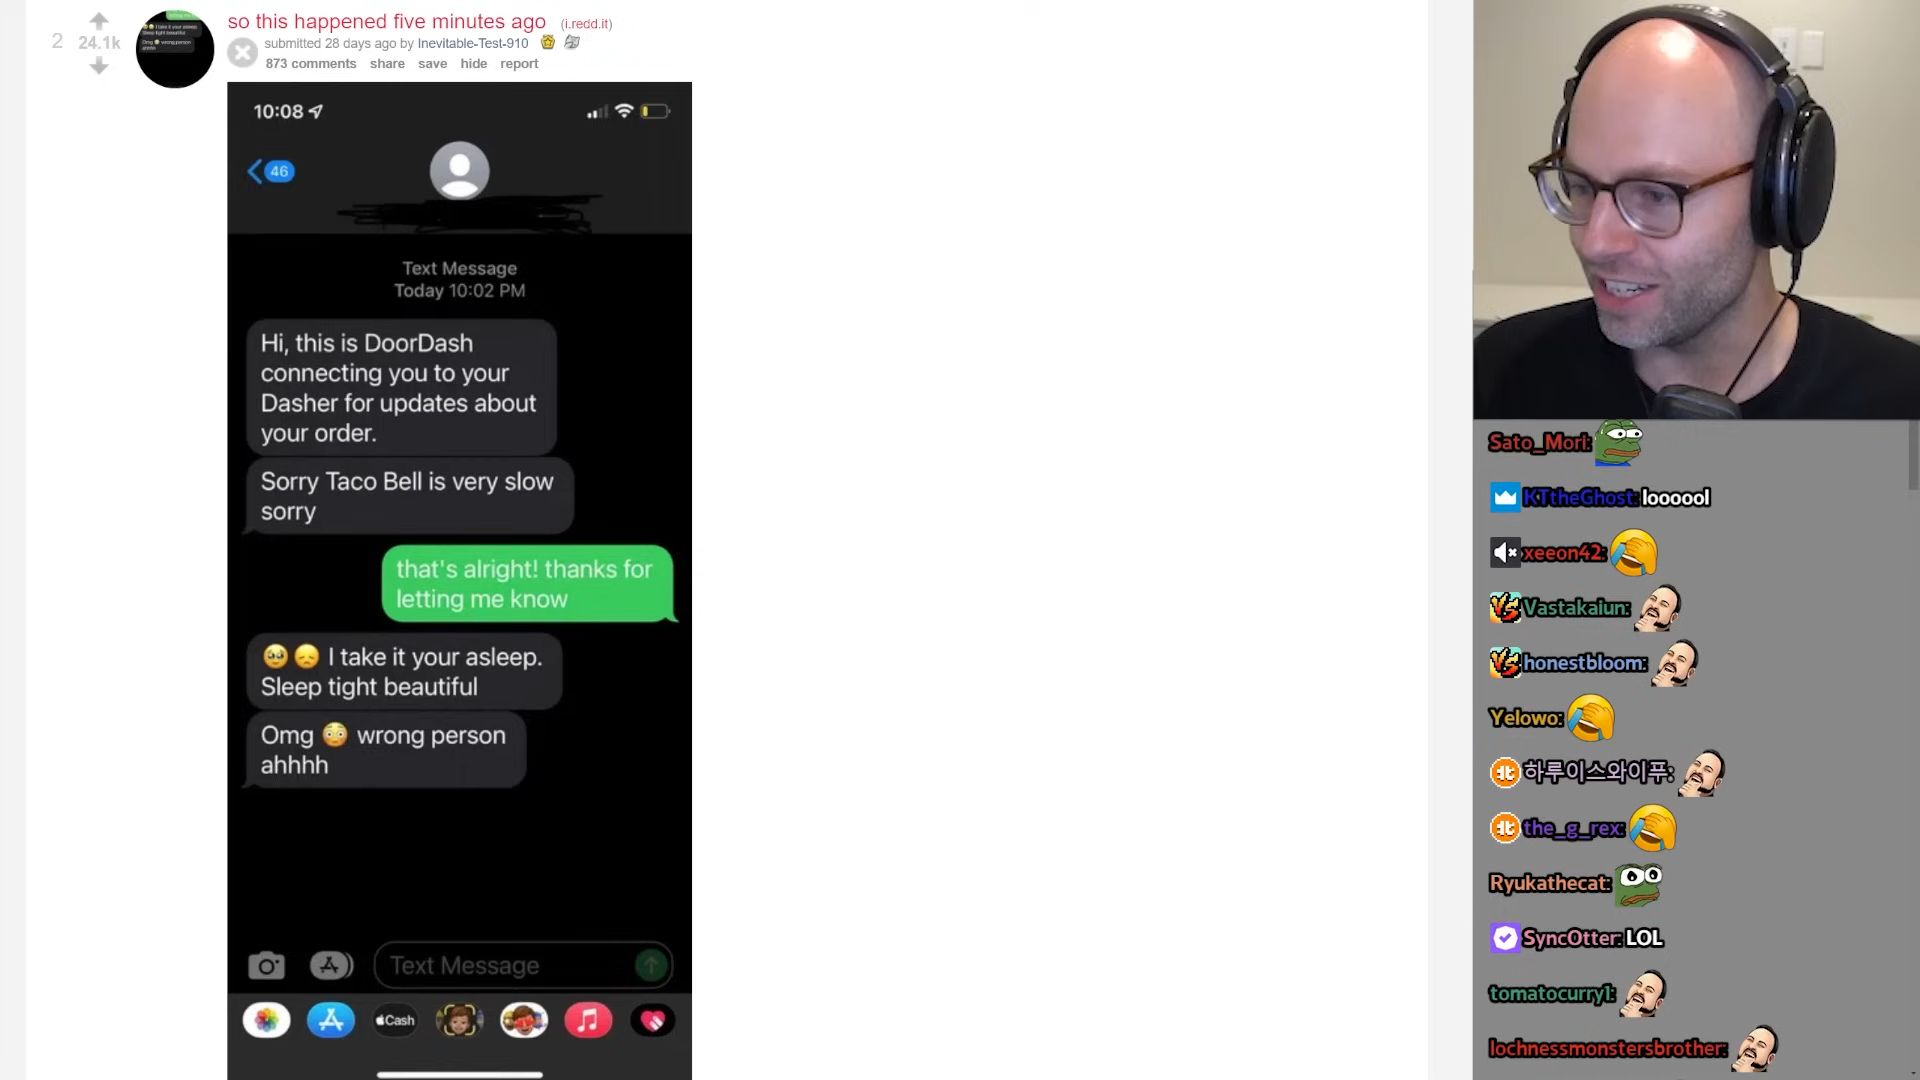 so this happened five minutes ago (i.redd.it)
2 24.1k
submitted 28 days ago by Inevitable-Test-910
873 comments share save hide report
10:08
46
Text Message
Today 10:02 PM
Hi, this is DoorDash
connecting you to your
Dasher for updates about
your order.
Sorry Taco Bell is very slow
sorry
that's alright! thanks for
letting me know
🥹😞 I take it your asleep.
Sleep tight beautiful
Omg 😳 wrong person
ahhhh
Text Message
Cash
Sato_Mori:
KTtheGhost: loooool
xeeon42:
Vastakaiun:
honestbloom:
Yelowo:
하루이스와이푸:
the_g_rex:
Ryukathecat:
SyncOtter: LOL
tomatocurry1:
lochnessmonstersbrother: